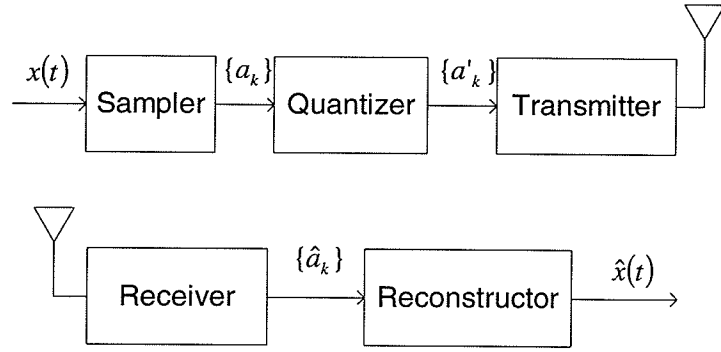 x(t)
{a_k}
{a'_k}
Sampler
Quantizer
Transmitter
{â_k}
x̂(t)
Receiver
Reconstructor